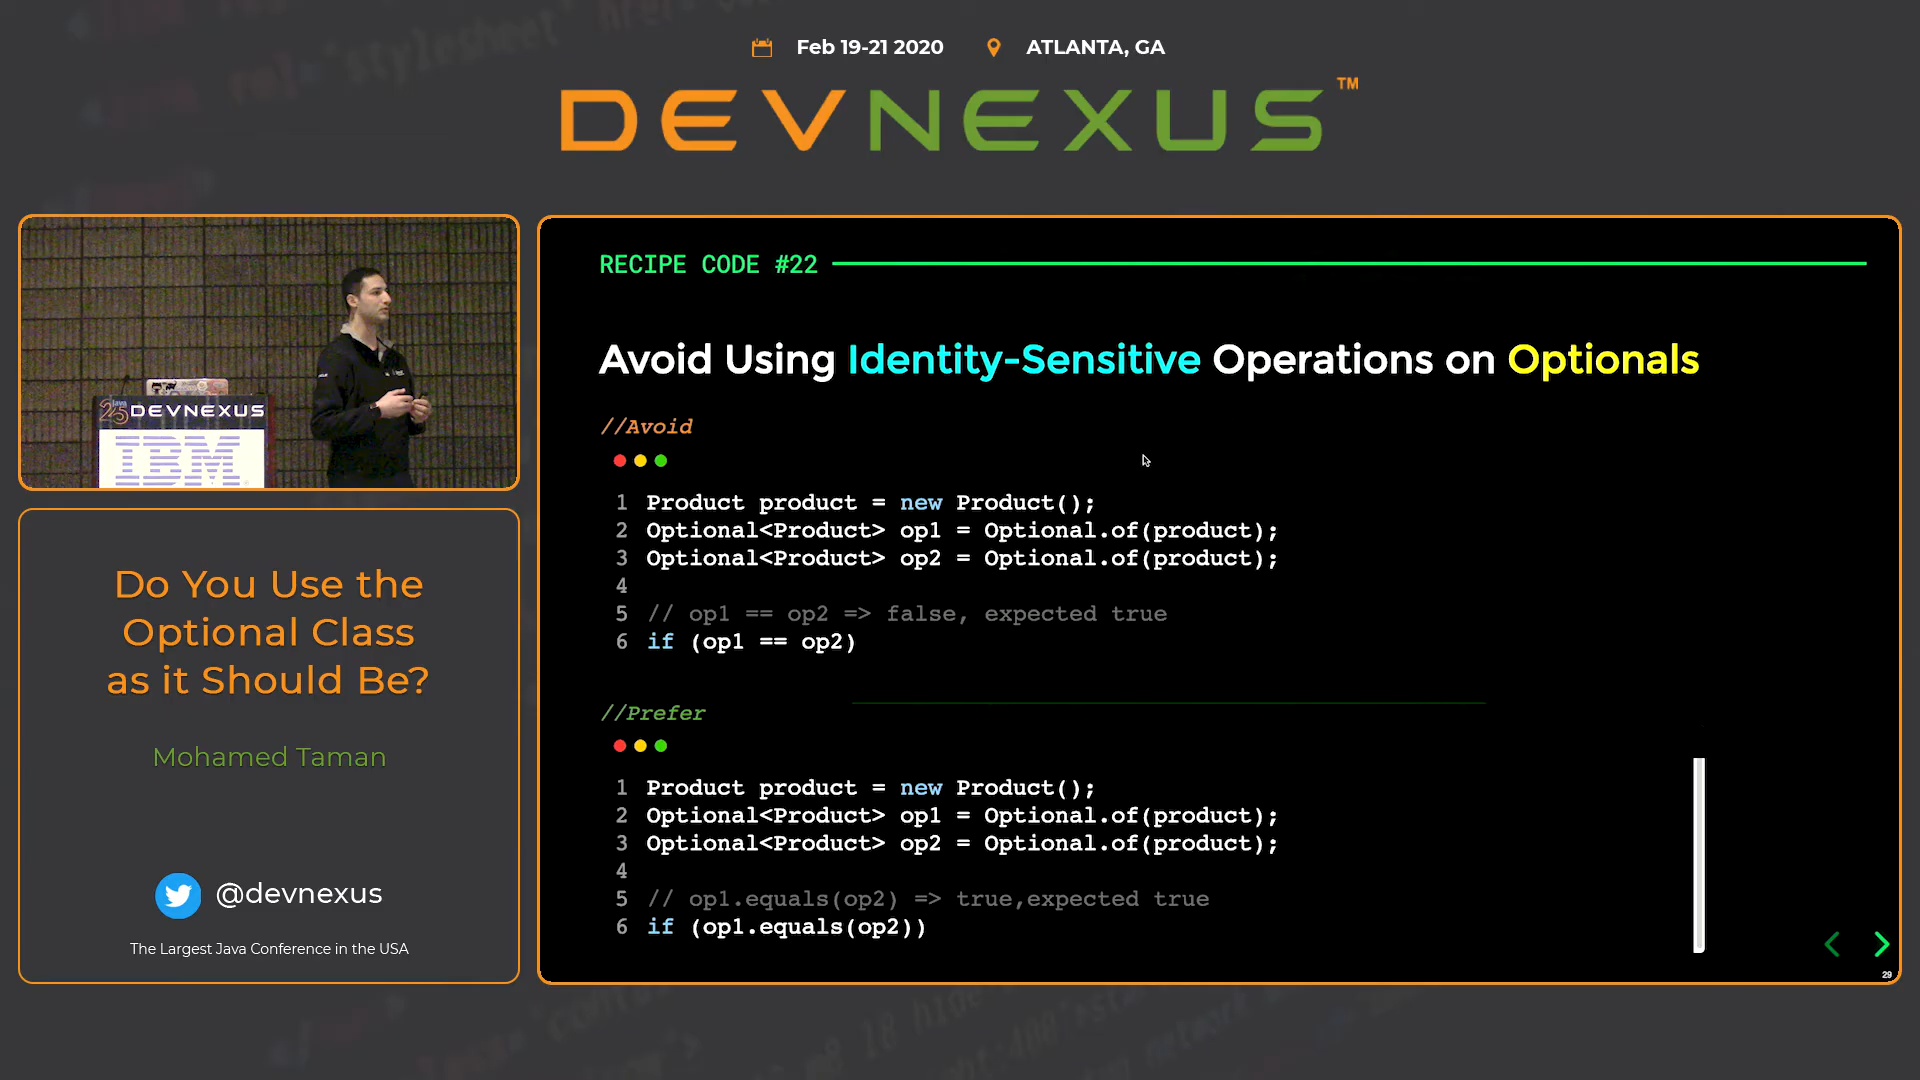 Feb 19-21 2020 ATLANTA, GA
DEVNEXUS™
25 DEVNEXUS
IBM
Do You Use the
Optional Class
as it Should Be?
Mohamed Taman
@devnexus
The Largest Java Conference in the USA
RECIPE CODE #22
Avoid Using Identity-Sensitive Operations on Optionals
//Avoid
1 Product product = new Product();
2 Optional<Product> op1 = Optional.of(product);
3 Optional<Product> op2 = Optional.of(product);
4
5 // op1 == op2 => false, expected true
6 if (op1 == op2)
//Prefer
1 Product product = new Product();
2 Optional<Product> op1 = Optional.of(product);
3 Optional<Product> op2 = Optional.of(product);
4
5 // op1.equals(op2) => true,expected true
6 if (op1.equals(op2))
29